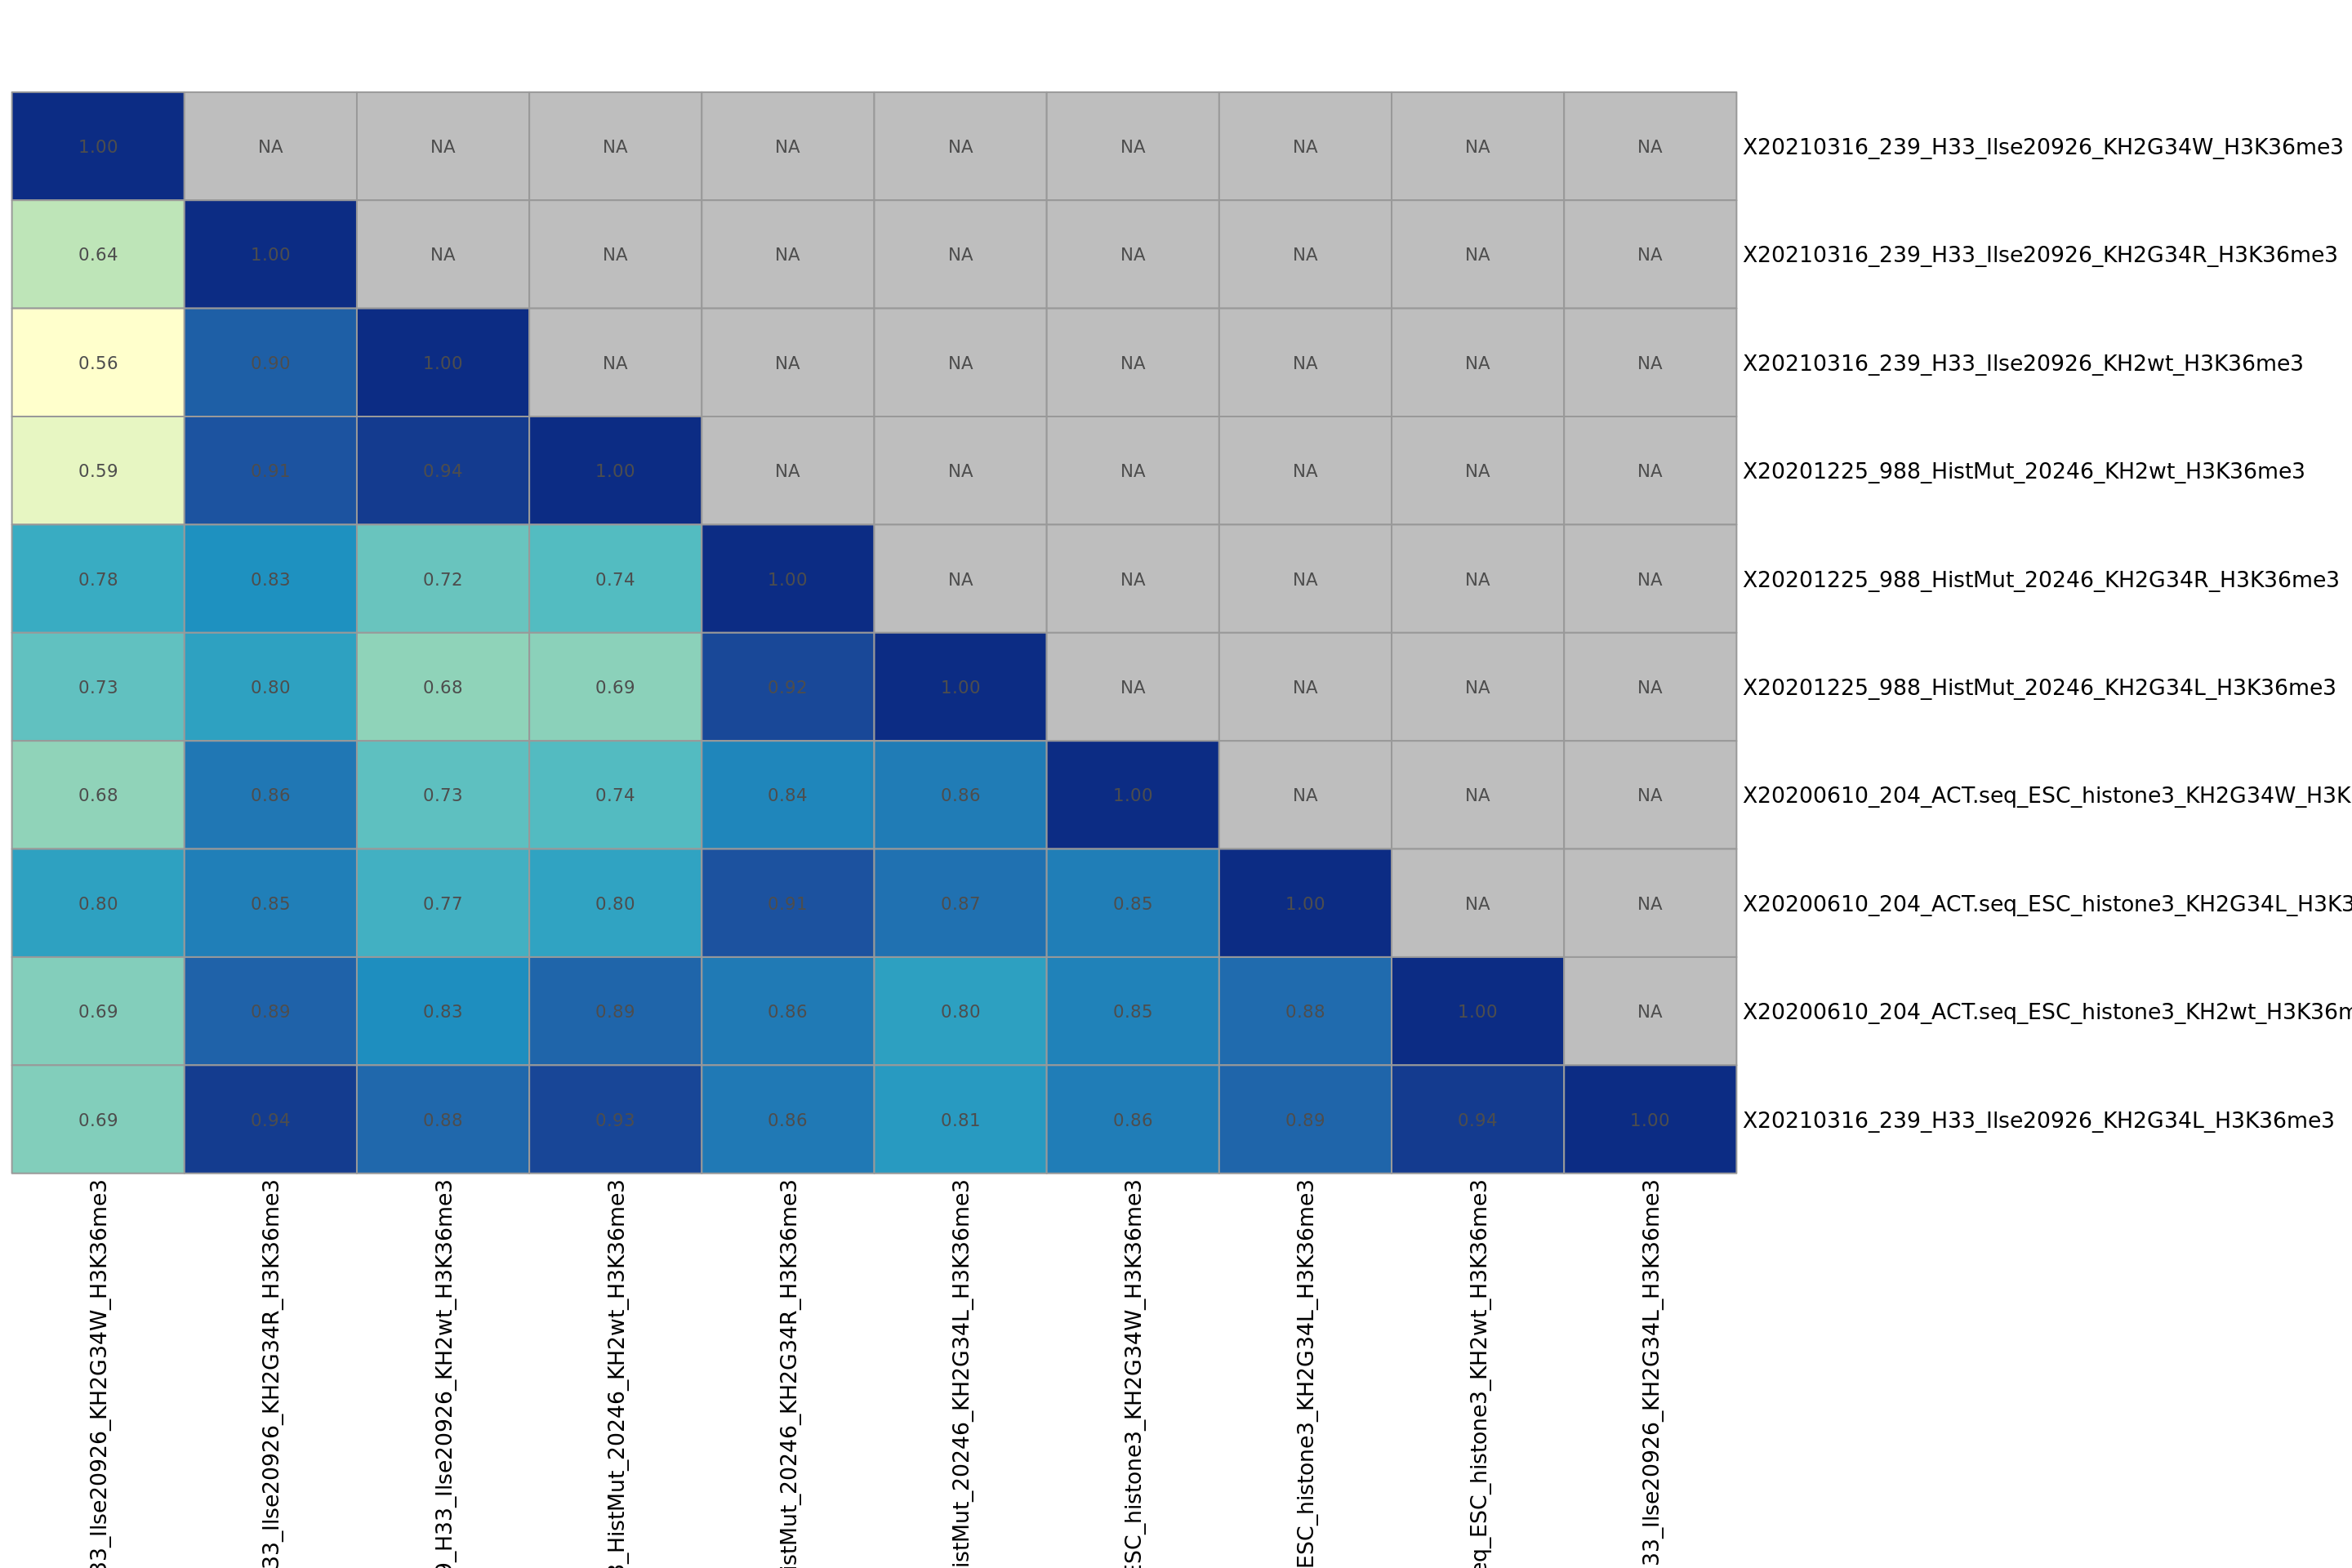 1.00 NA NA NA NA NA NA NA NA NA X20210316_239_H33_Ilse20926_KH2G34W_H3K36me3
0.64 1.00 NA NA NA NA NA NA NA NA X20210316_239_H33_Ilse20926_KH2G34R_H3K36me3
0.56 0.90 1.00 NA NA NA NA NA NA NA X20210316_239_H33_Ilse20926_KH2wt_H3K36me3
0.59 0.91 0.94 1.00 NA NA NA NA NA NA X20201225_988_HistMut_20246_KH2wt_H3K36me3
0.78 0.83 0.72 0.74 1.00 NA NA NA NA NA X20201225_988_HistMut_20246_KH2G34R_H3K36me3
0.73 0.80 0.68 0.69 0.92 1.00 NA NA NA NA X20201225_988_HistMut_20246_KH2G34L_H3K36me3
0.68 0.86 0.73 0.74 0.84 0.86 1.00 NA NA NA X20200610_204_ACT.seq_ESC_histone3_KH2G34W_H3K
0.80 0.85 0.77 0.80 0.91 0.87 0.85 1.00 NA NA X20200610_204_ACT.seq_ESC_histone3_KH2G34L_H3K3
0.69 0.89 0.83 0.89 0.86 0.80 0.85 0.88 1.00 NA X20200610_204_ACT.seq_ESC_histone3_KH2wt_H3K36m
0.69 0.94 0.88 0.93 0.86 0.81 0.86 0.89 0.94 1.00 X20210316_239_H33_Ilse20926_KH2G34L_H3K36me3
33_Ilse20926_KH2G34W_H3K36me3
33_Ilse20926_KH2G34R_H3K36me3
9_H33_Ilse20926_KH2wt_H3K36me3
8_HistMut_20246_KH2wt_H3K36me3
istMut_20246_KH2G34R_H3K36me3
istMut_20246_KH2G34L_H3K36me3
ESC_histone3_KH2G34W_H3K36me3
ESC_histone3_KH2G34L_H3K36me3
eq_ESC_histone3_KH2wt_H3K36me3
33_Ilse20926_KH2G34L_H3K36me3